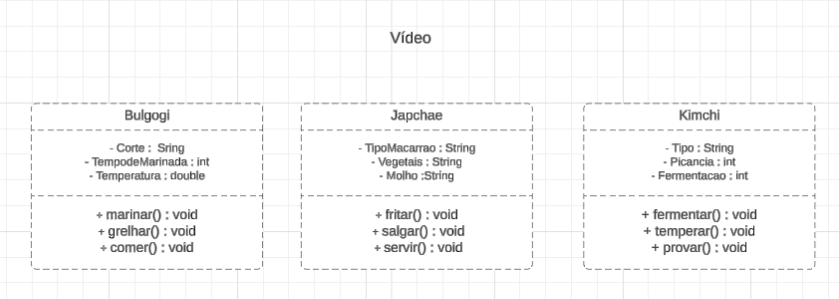 Vídeo
Bulgogi
- Corte : Sring
- TempodeMarinada : int
- Temperatura : double
+ marinar() : void
+ grelhar() : void
+ comer() : void
Japchae
- TipoMacarrao : String
- Vegetais : String
- Molho :String
+ fritar() : void
+ salgar() : void
+ servir() : void
Kimchi
- Tipo : String
- Picancia : int
- Fermentacao : int
+ fermentar() : void
+ temperar() : void
+ provar() : void